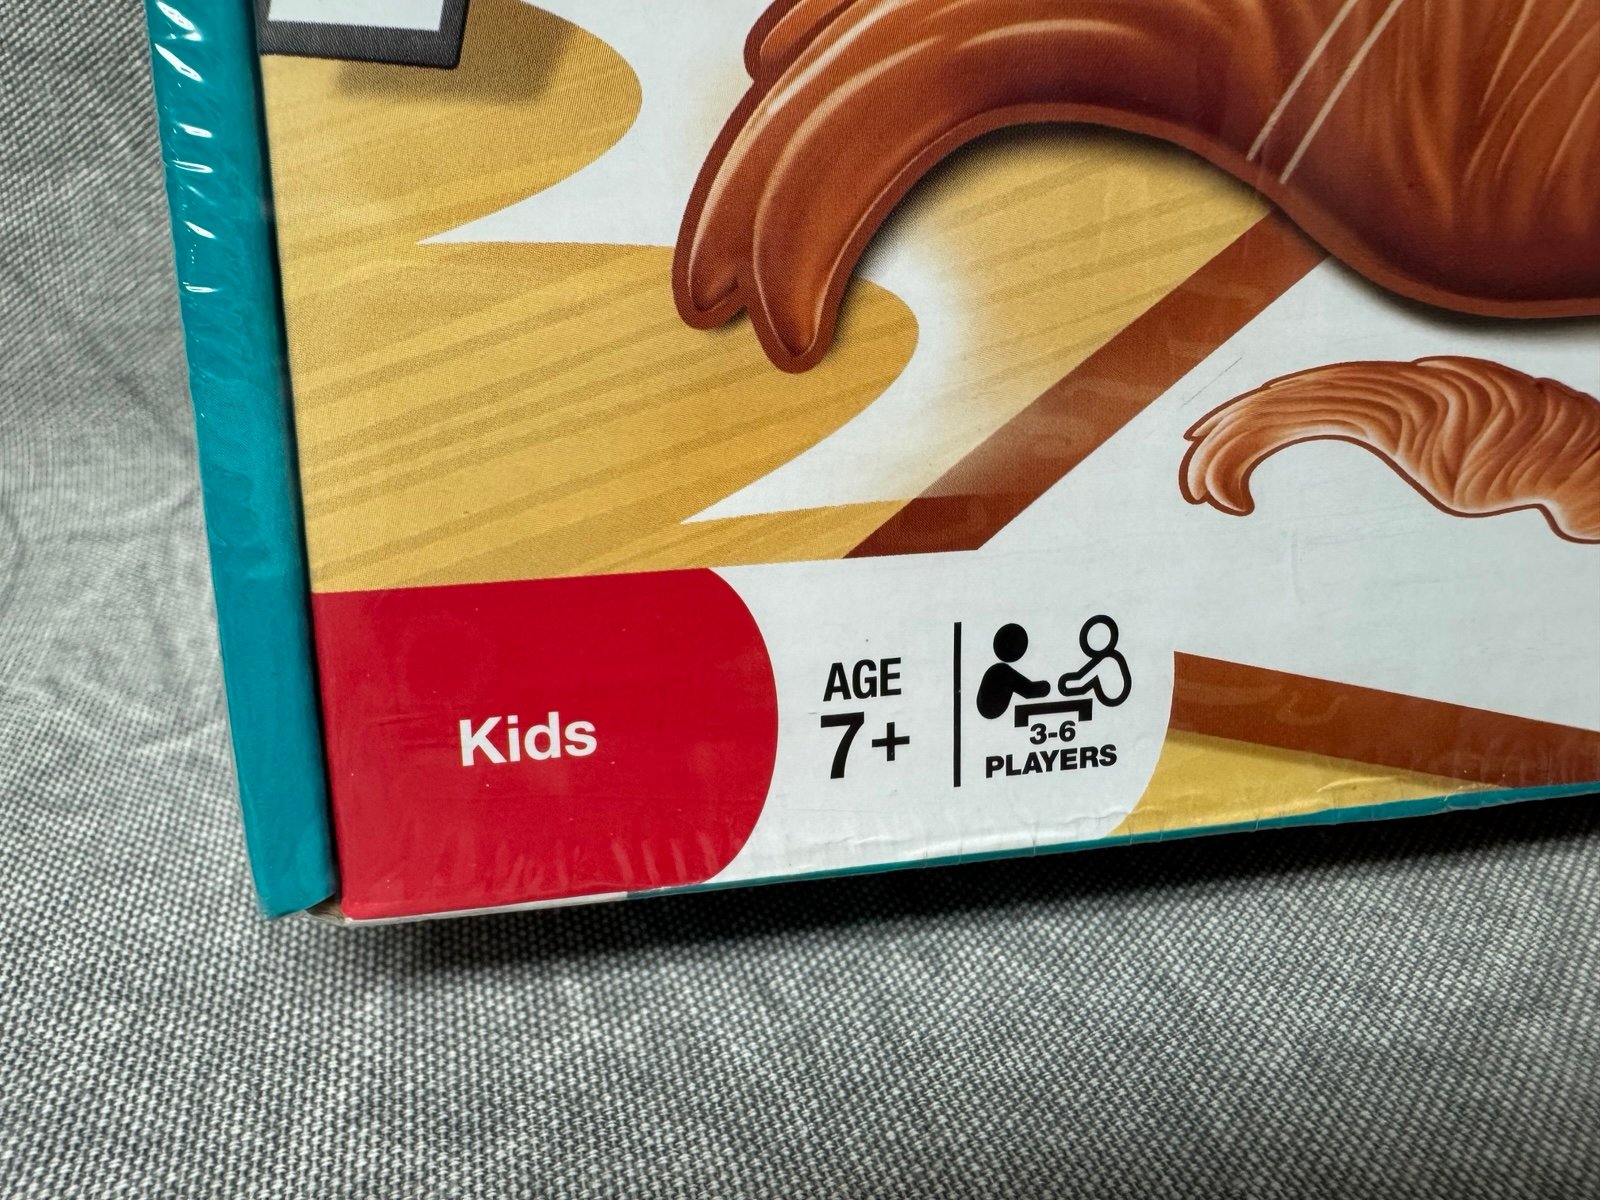 Kids
AGE
7+
3-6
PLAYERS